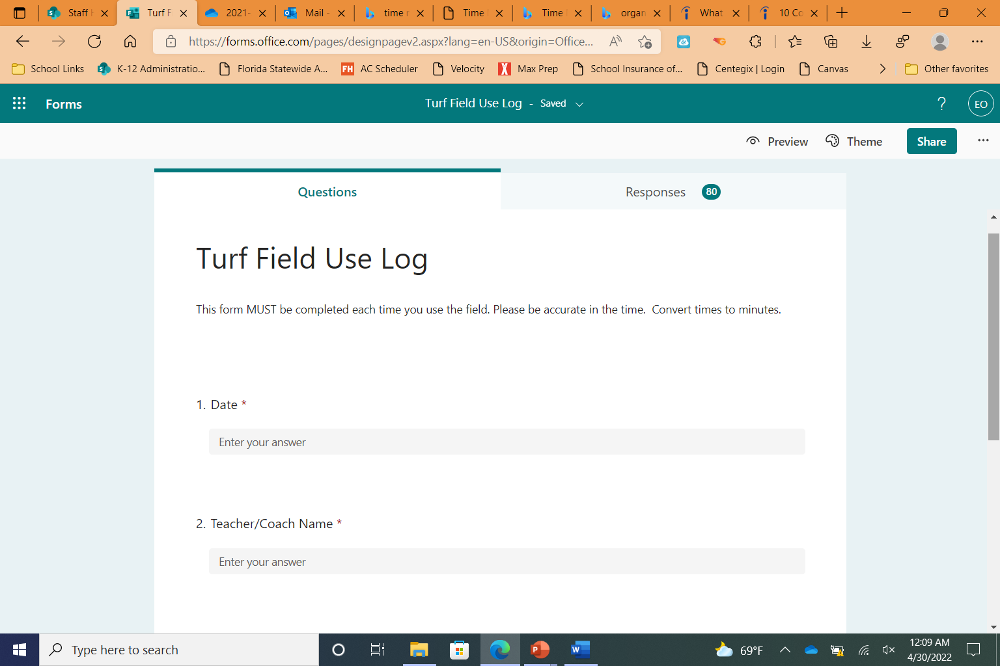 Staff
Turf F
2021-
Mail -
time r
Time
Time
organ
What
10 Co
https://forms.office.com/pages/designpagev2.aspx?lang=en-US&origin=Office...
School Links
K-12 Administratio...
Florida Statewide A...
FH AC Scheduler
Velocity
Max Prep
School Insurance of...
Centegix | Login
Canvas
Other favorites
Forms
Turf Field Use Log - Saved
?
EO
Preview
Theme
Share
Questions
Responses 80
Turf Field Use Log
This form MUST be completed each time you use the field. Please be accurate in the time.  Convert times to minutes.
1. Date *
Enter your answer
2. Teacher/Coach Name *
Enter your answer
Type here to search
69°F
12:09 AM
4/30/2022